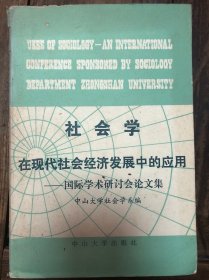 USES OF SOCIOLOGY—AN INTERNATIONAL
CONFERENCE SPONSORED BY SOCIOLOGY
DEPARTMENT ZHONGSHAN UNIVERSITY
社会学
在现代社会经济发展中的应用
——国际学术研讨会论文集
中山大学社会学系编
中山大学出版社